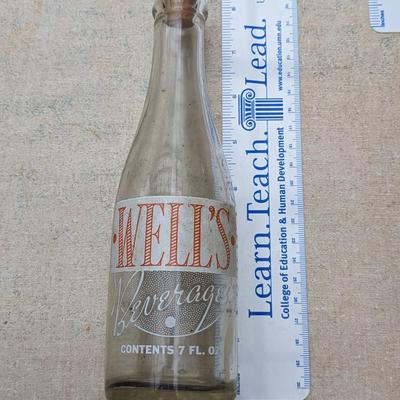 WELL'S
Beverages
CONTENTS 7 FL. OZ
Learn. Teach. Lead.
College of Education & Human Development
www.education.umn.edu